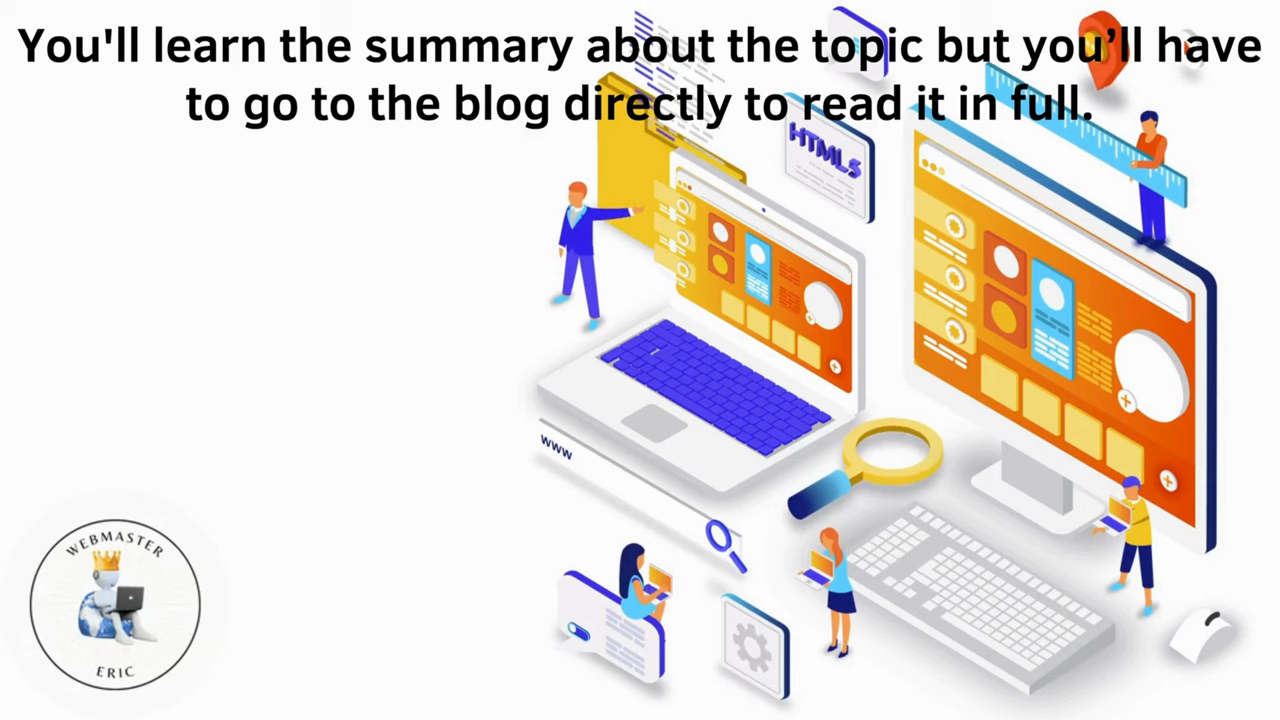 You'll learn the summary about the topic but you’ll have
to go to the blog directly to read it in full.
HTML5
www
WEBMASTER
ERIC